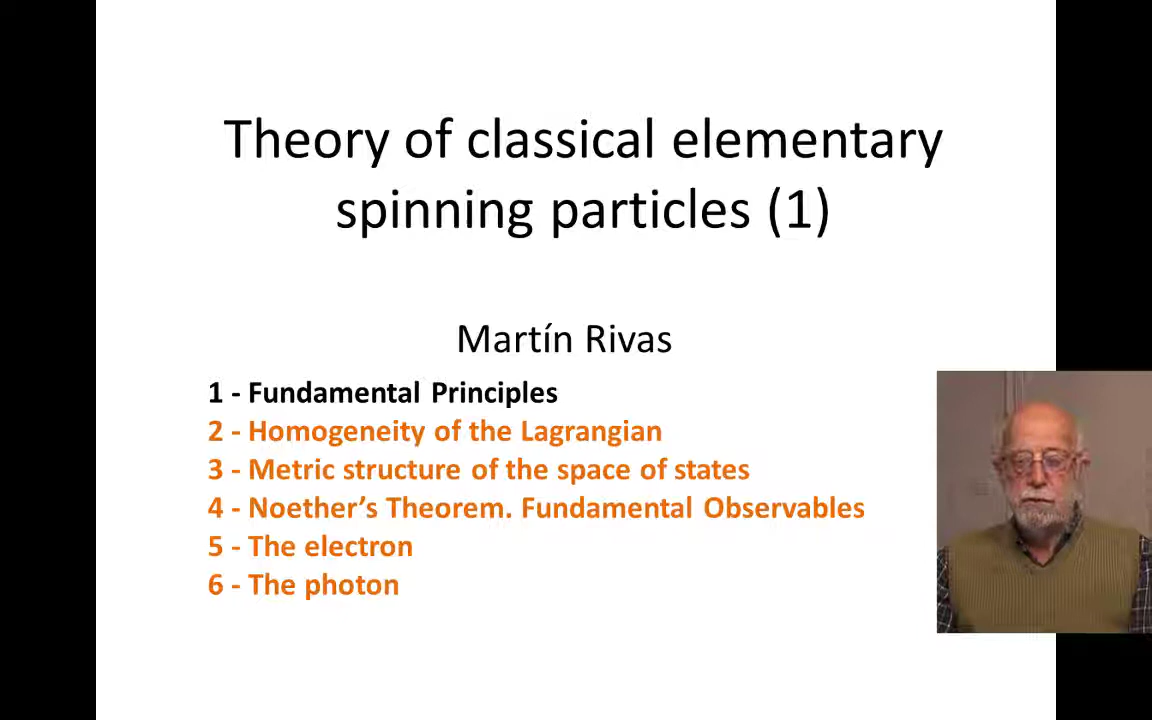 Theory of classical elementary
spinning particles (1)
Martín Rivas
1 - Fundamental Principles
2 - Homogeneity of the Lagrangian
3 - Metric structure of the space of states
4 - Noether’s Theorem. Fundamental Observables
5 - The electron
6 - The photon